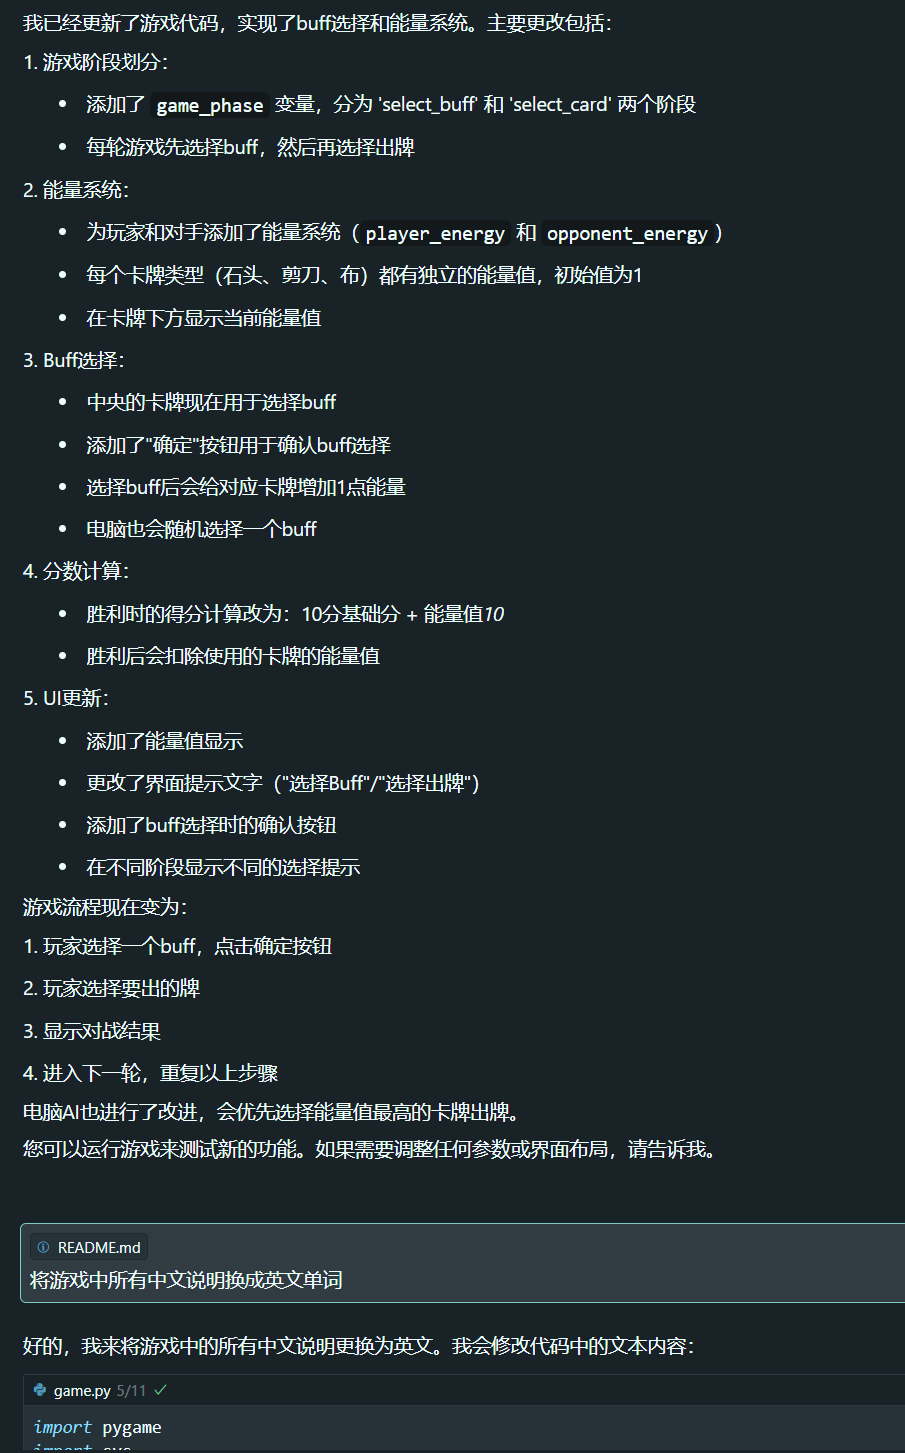 我已经更新了游戏代码，实现了buff选择和能量系统。主要更改包括：
1. 游戏阶段划分：
• 添加了 game_phase 变量，分为 'select_buff' 和 'select_card' 两个阶段
• 每轮游戏先选择buff，然后再选择出牌
2. 能量系统：
• 为玩家和对手添加了能量系统（player_energy 和 opponent_energy）
• 每个卡牌类型（石头、剪刀、布）都有独立的能量值，初始值为1
• 在卡牌下方显示当前能量值
3. Buff选择：
• 中央的卡牌现在用于选择buff
• 添加了"确定"按钮用于确认buff选择
• 选择buff后会给对应卡牌增加1点能量
• 电脑也会随机选择一个buff
4. 分数计算：
• 胜利时的得分计算改为：10分基础分 + 能量值10
• 胜利后会扣除使用的卡牌的能量值
5. UI更新：
• 添加了能量值显示
• 更改了界面提示文字（"选择Buff"/"选择出牌"）
• 添加了buff选择时的确认按钮
• 在不同阶段显示不同的选择提示
游戏流程现在变为：
1. 玩家选择一个buff，点击确定按钮
2. 玩家选择要出的牌
3. 显示对战结果
4. 进入下一轮，重复以上步骤
电脑AI也进行了改进，会优先选择能量值最高的卡牌出牌。
您可以运行游戏来测试新的功能。如果需要调整任何参数或界面布局，请告诉我。
README.md
将游戏中所有中文说明换成英文单词
好的，我来将游戏中的所有中文说明更换为英文。我会修改代码中的文本内容：
game.py 5/11
import pygame